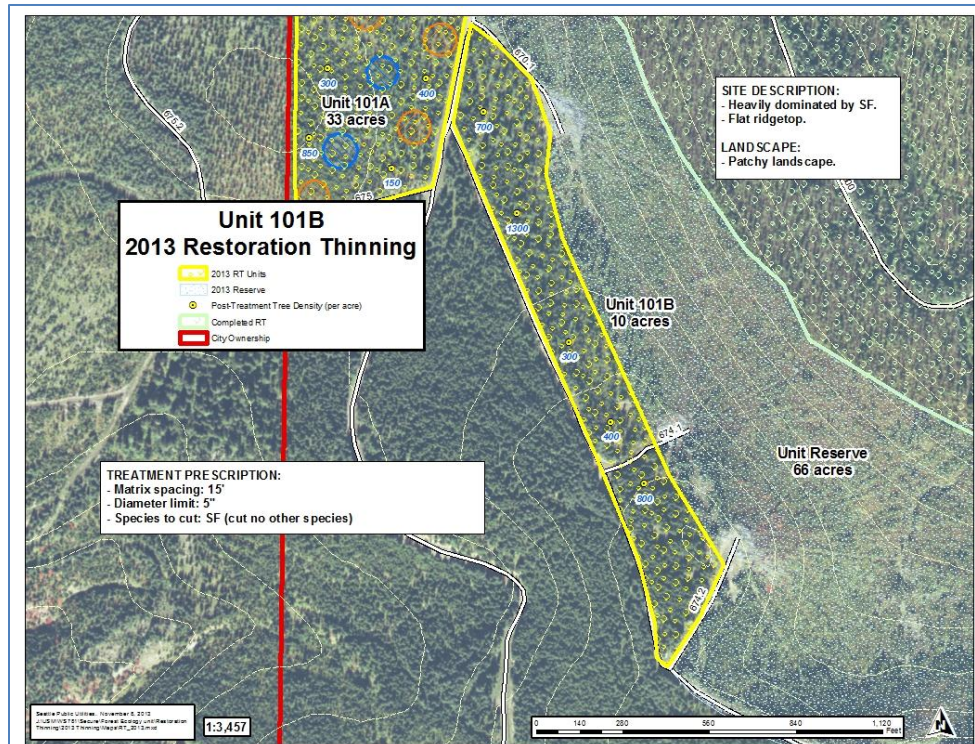 670.1
675.2
300
400
Unit 101A
33 acres
700
850
150
675
SITE DESCRIPTION:
- Heavily dominated by SF.
- Flat ridgetop.
LANDSCAPE:
- Patchy landscape.
Unit 101B
2013 Restoration Thinning
2013 RT Units
2013 Reserve
Post-Treatment Tree Density (per acre)
Completed RT
City Ownership
1300
Unit 101B
10 acres
300
400
674.1
Unit Reserve
66 acres
800
TREATMENT PRESCRIPTION:
- Matrix spacing: 15'
- Diameter limit: 5"
- Species to cut: SF (cut no other species)
674.2
Seattle Public Utilities. November 8, 2013
1:3,457
0 140 280 560 840 1,120
Feet
N